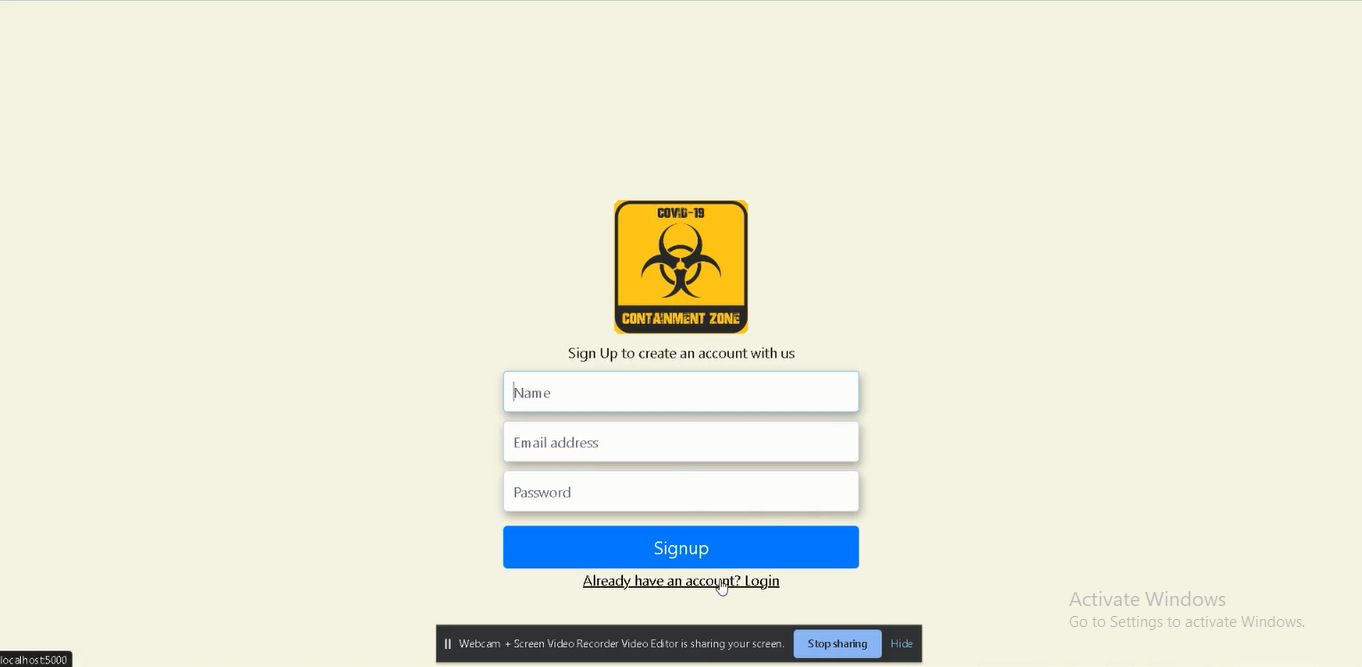 COVID-19
CONTAINMENT ZONE
Sign Up to create an account with us
Name
Email address
Password
Signup
Already have an account? Login
Activate Windows
Go to Settings to activate Windows.
Webcam + Screen Video Recorder Video Editor is sharing your screen.
Stop sharing
Hide
localhost:5000